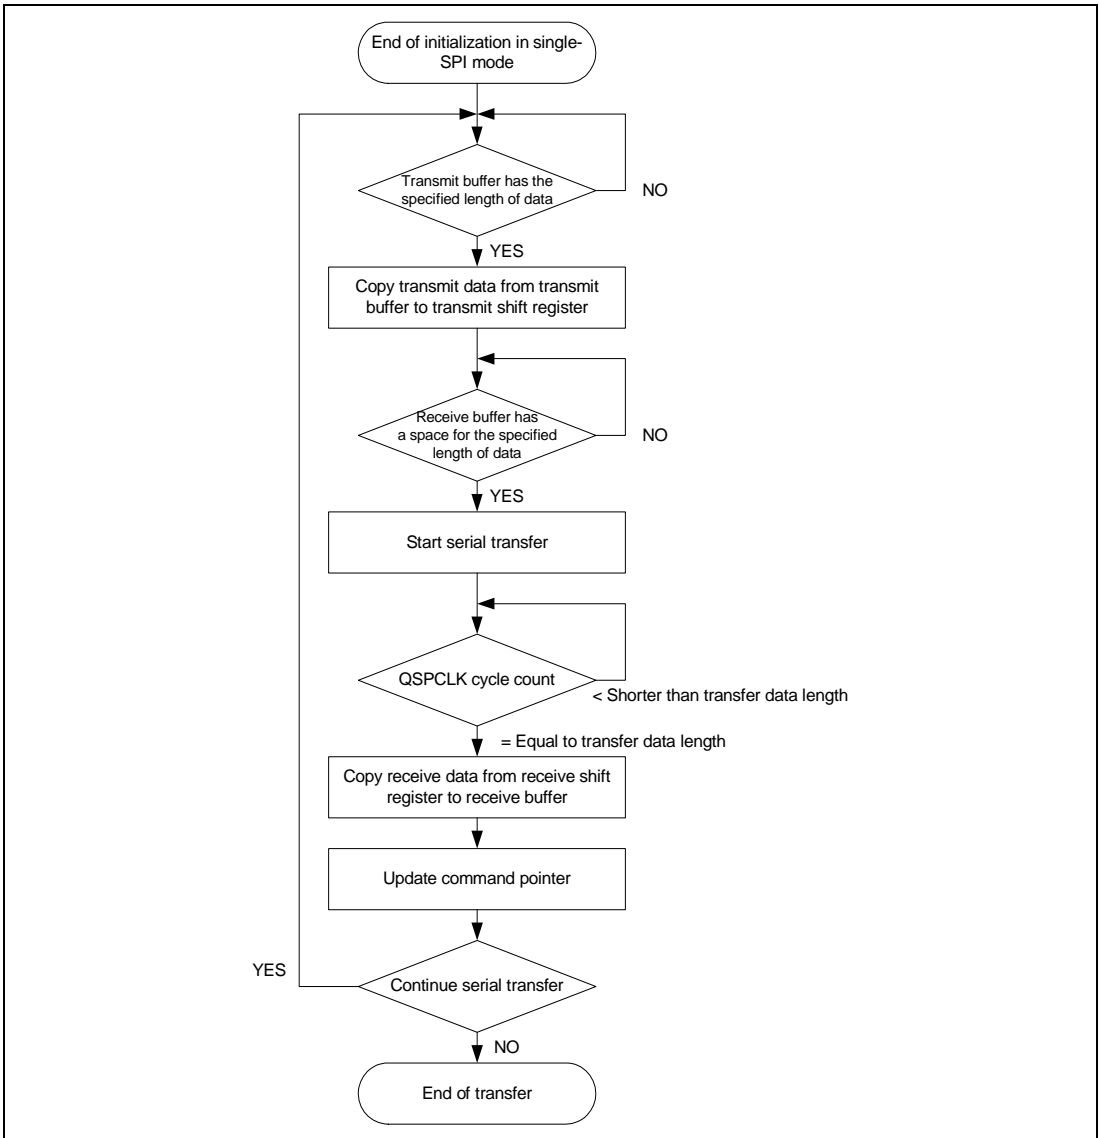 End of initialization in single-
SPI mode
Transmit buffer has the
specified length of data
NO
YES
Copy transmit data from transmit
buffer to transmit shift register
Receive buffer has
a space for the specified
length of data
NO
YES
Start serial transfer
QSPCLK cycle count
< Shorter than transfer data length
= Equal to transfer data length
Copy receive data from receive shift
register to receive buffer
Update command pointer
YES
Continue serial transfer
NO
End of transfer